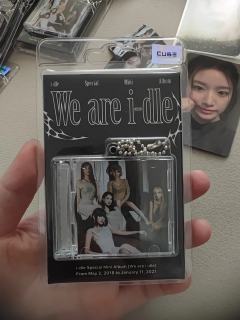 CUBE
i-dle Special Mini Album
We are i-dle
i-dle Special Mini Album [We are i-dle]
From May 2, 2018 to January 11, 2021